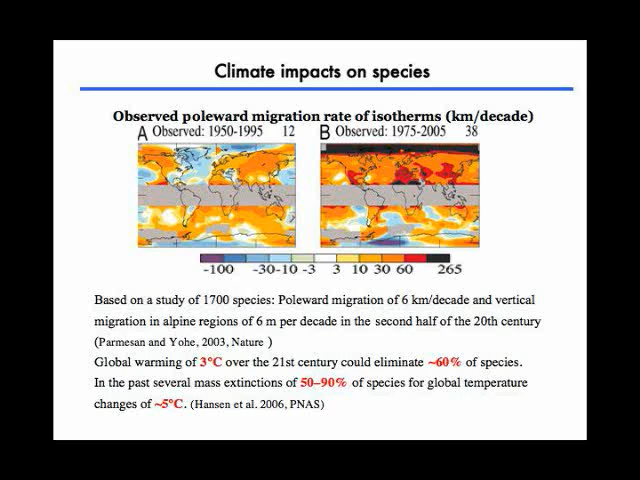 Climate impacts on species
Observed poleward migration rate of isotherms (km/decade)
A Observed: 1950-1995 12 B Observed: 1975-2005 38
-100 -30 -10 -3 3 10 30 60 265
Based on a study of 1700 species: Poleward migration of 6 km/decade and vertical
migration in alpine regions of 6 m per decade in the second half of the 20th century
(Parmesan and Yohe, 2003, Nature )
Global warming of 3°C over the 21st century could eliminate ~60% of species.
In the past several mass extinctions of 50–90% of species for global temperature
changes of ~5°C. (Hansen et al. 2006, PNAS)